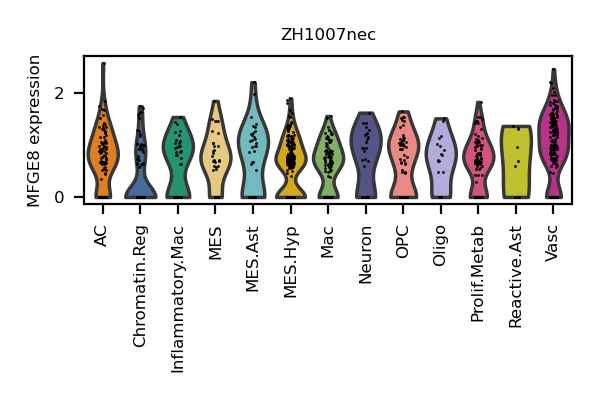 ZH1007nec
MFGE8 expression
2
0
AC
Chromatin.Reg
Inflammatory.Mac
MES
MES.Ast
MES.Hyp
Mac
Neuron
OPC
Oligo
Prolif.Metab
Reactive.Ast
Vasc